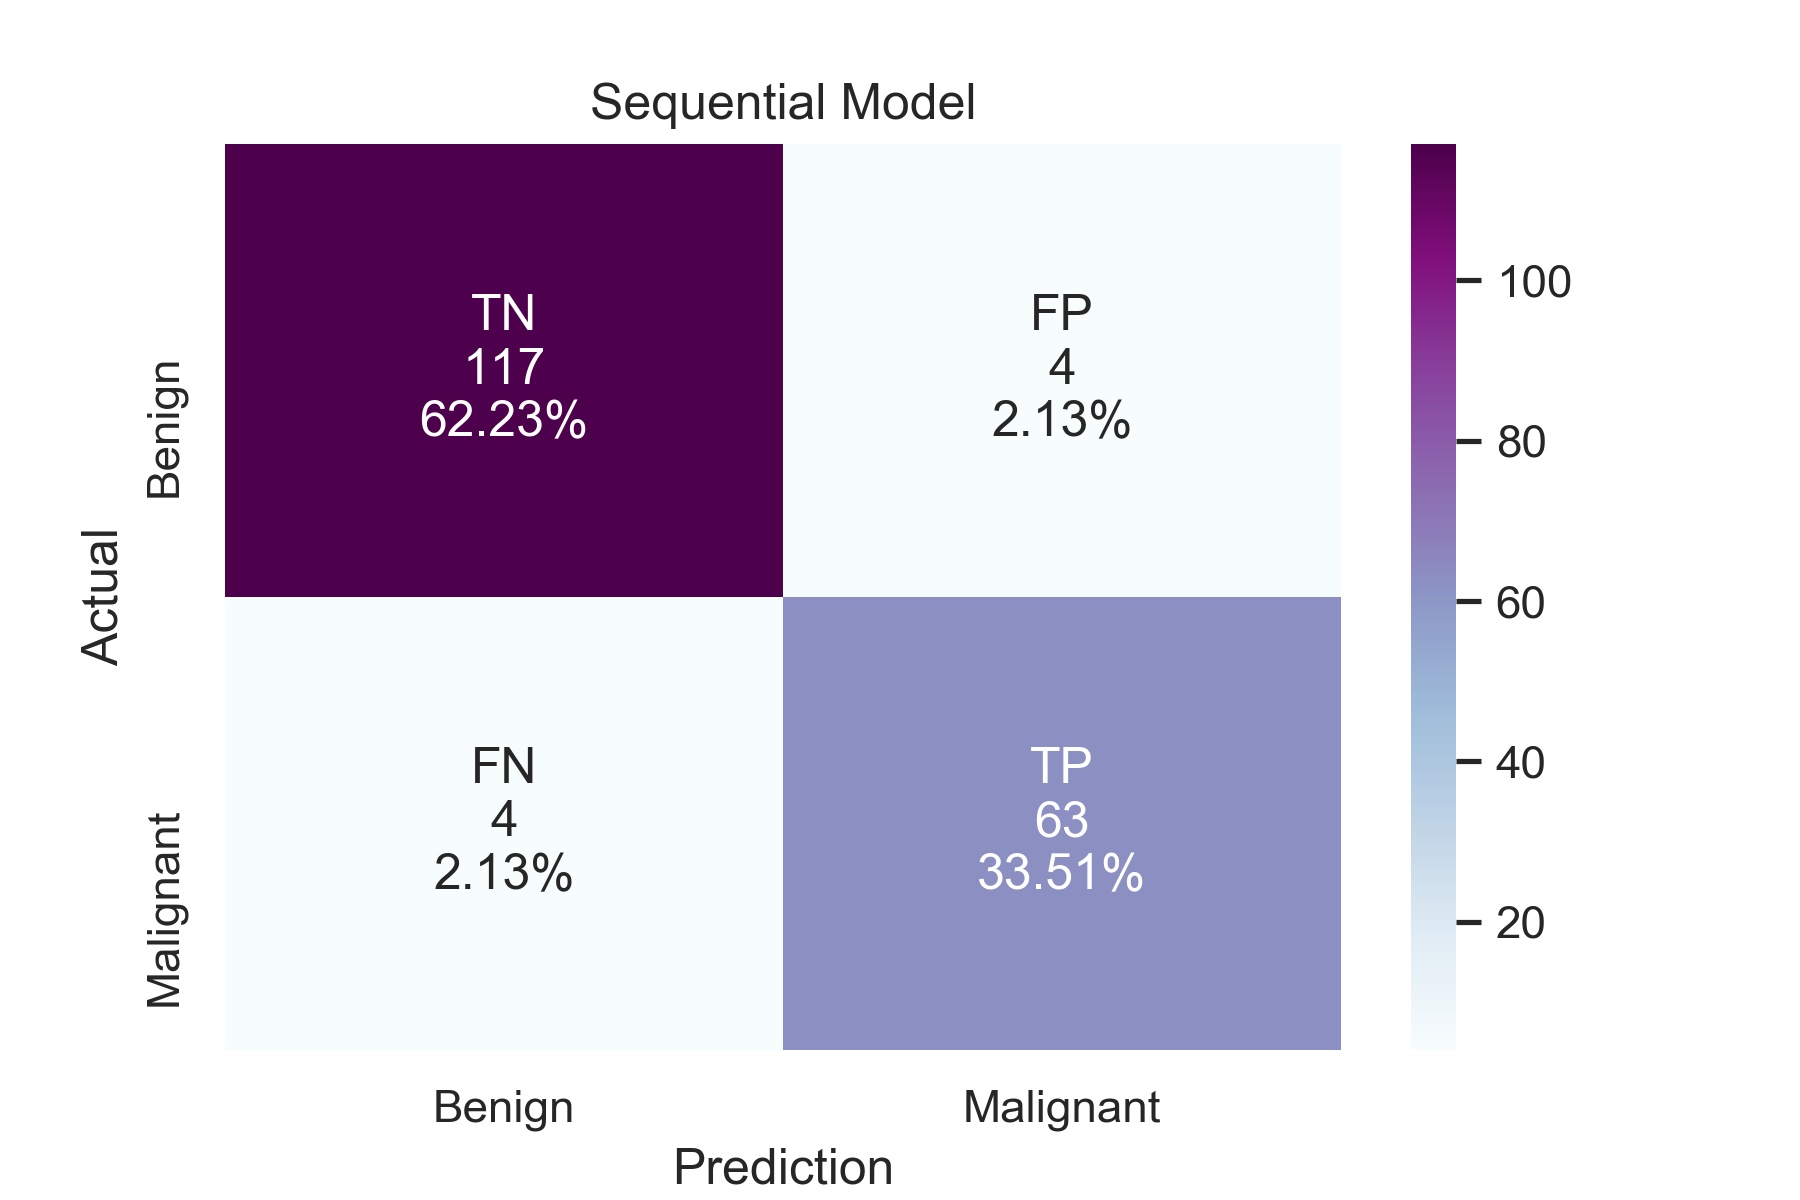 Sequential Model
Actual
Benign
TN
117
62.23%
FP
4
2.13%
Malignant
FN
4
2.13%
TP
63
33.51%
Benign
Malignant
Prediction
100
80
60
40
20